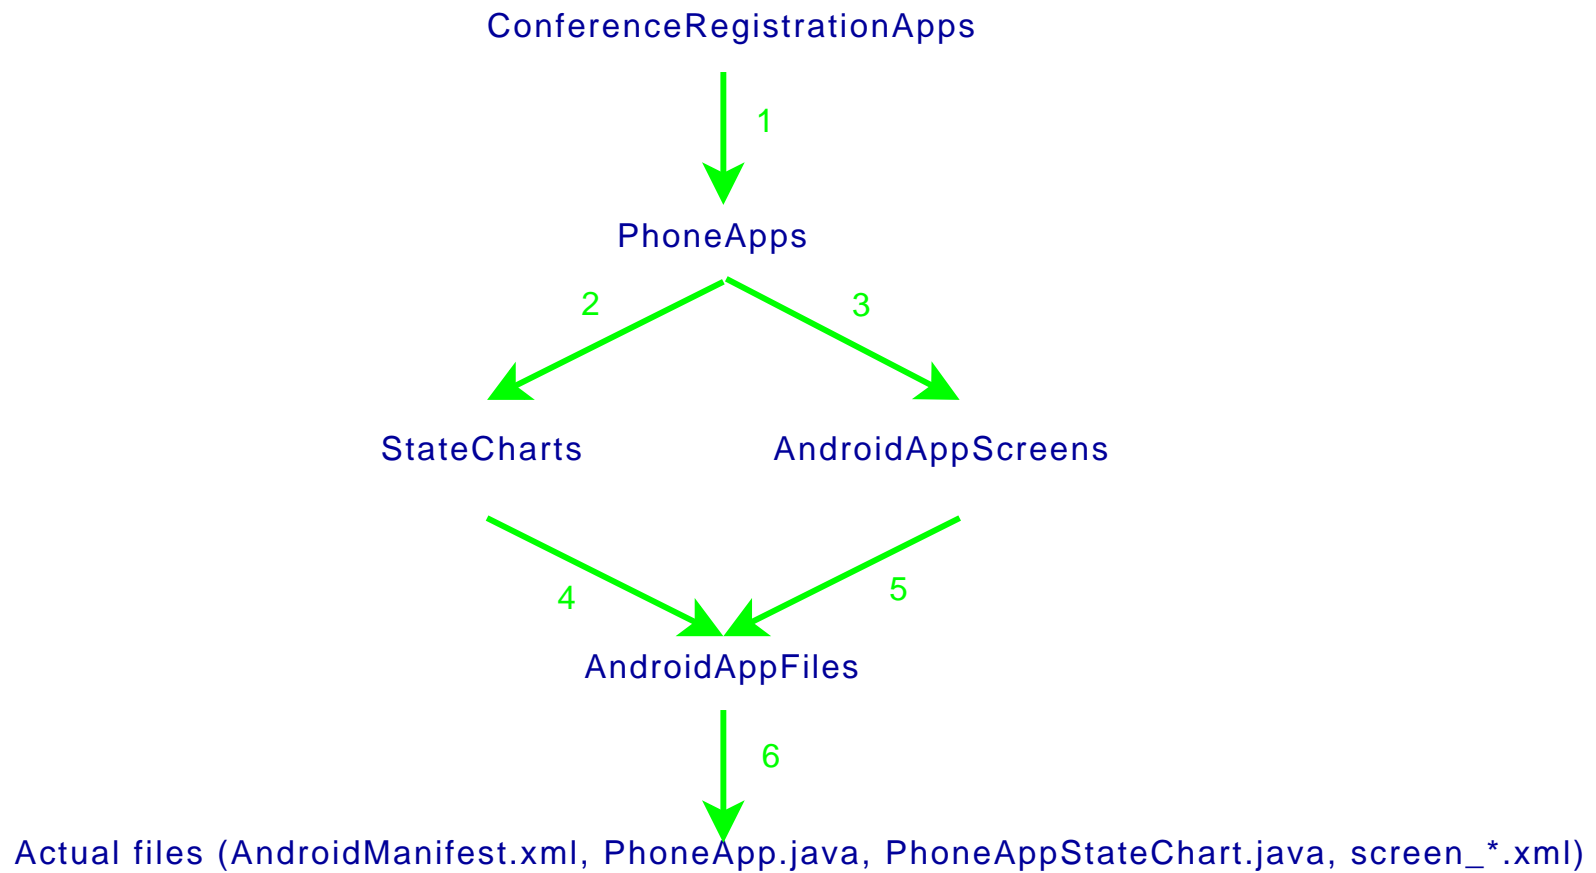 ConferenceRegistrationApps
1
PhoneApps
2
3
StateCharts
AndroidAppScreens
4
5
AndroidAppFiles
6
Actual files (AndroidManifest.xml, PhoneApp.java, PhoneAppStateChart.java, screen_*.xml)